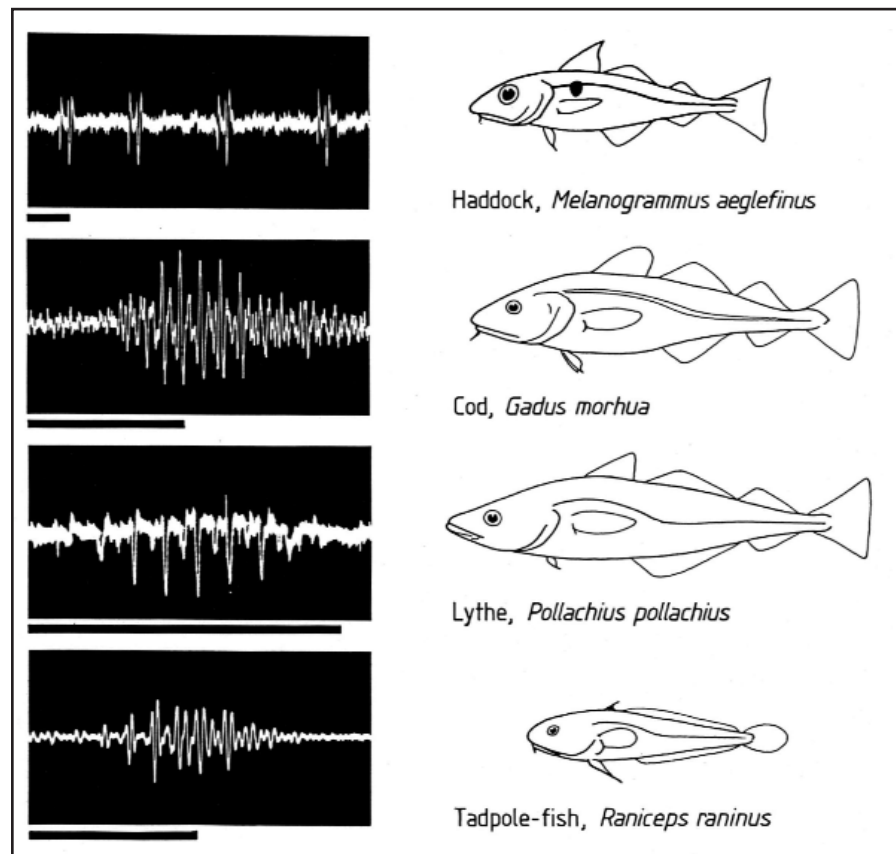 Haddock, Melanogrammus aeglefinus
Cod, Gadus morhua
Lythe, Pollachius pollachius
Tadpole-fish, Raniceps raninus